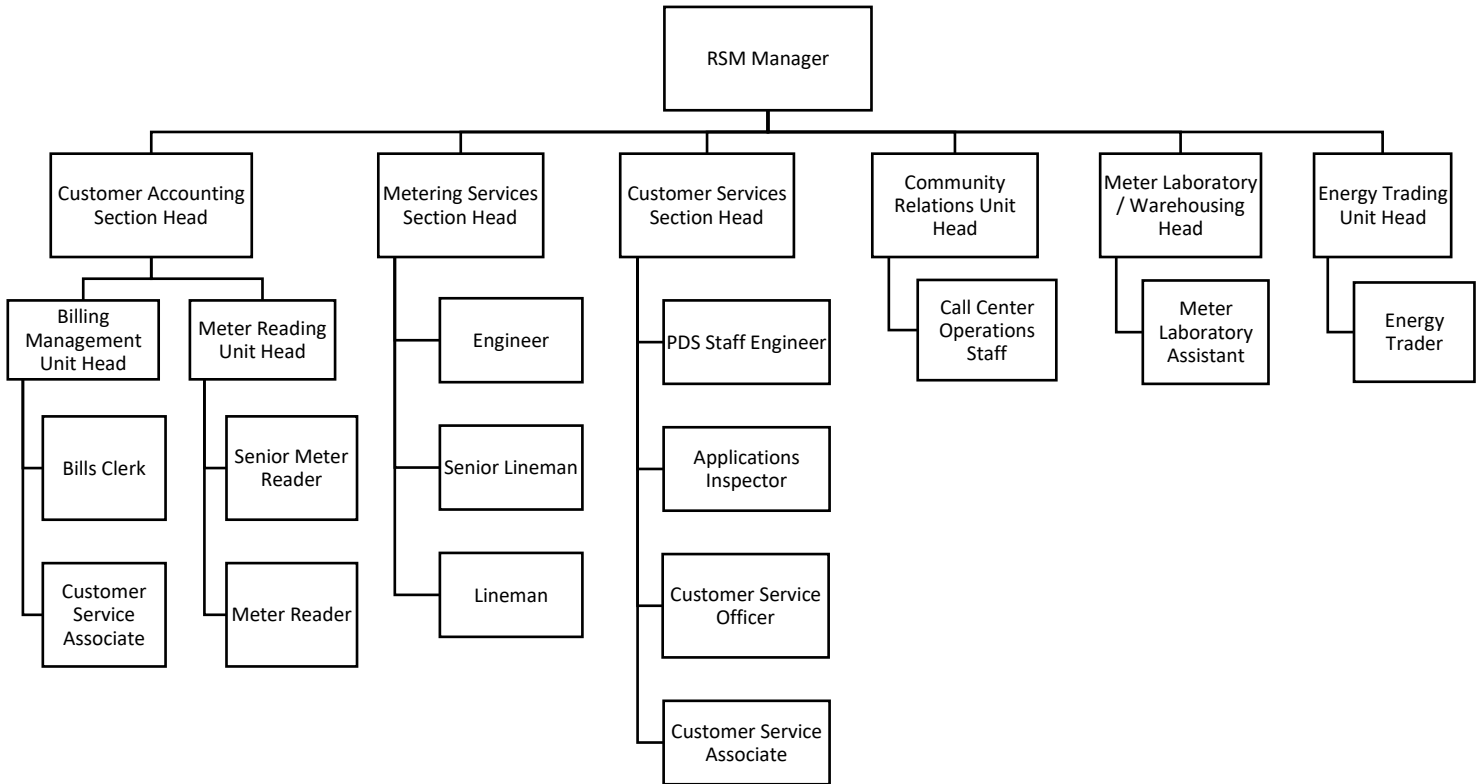 RSM Manager
Customer Accounting
Section Head
Metering Services
Section Head
Customer Services
Section Head
Community
Relations Unit
Head
Meter Laboratory
/ Warehousing
Head
Energy Trading
Unit Head
Billing
Management
Unit Head
Meter Reading
Unit Head
Engineer
PDS Staff Engineer
Call Center
Operations
Staff
Meter
Laboratory
Assistant
Energy
Trader
Bills Clerk
Senior Meter
Reader
Senior Lineman
Applications
Inspector
Customer
Service
Associate
Meter Reader
Lineman
Customer Service
Officer
Customer Service
Associate